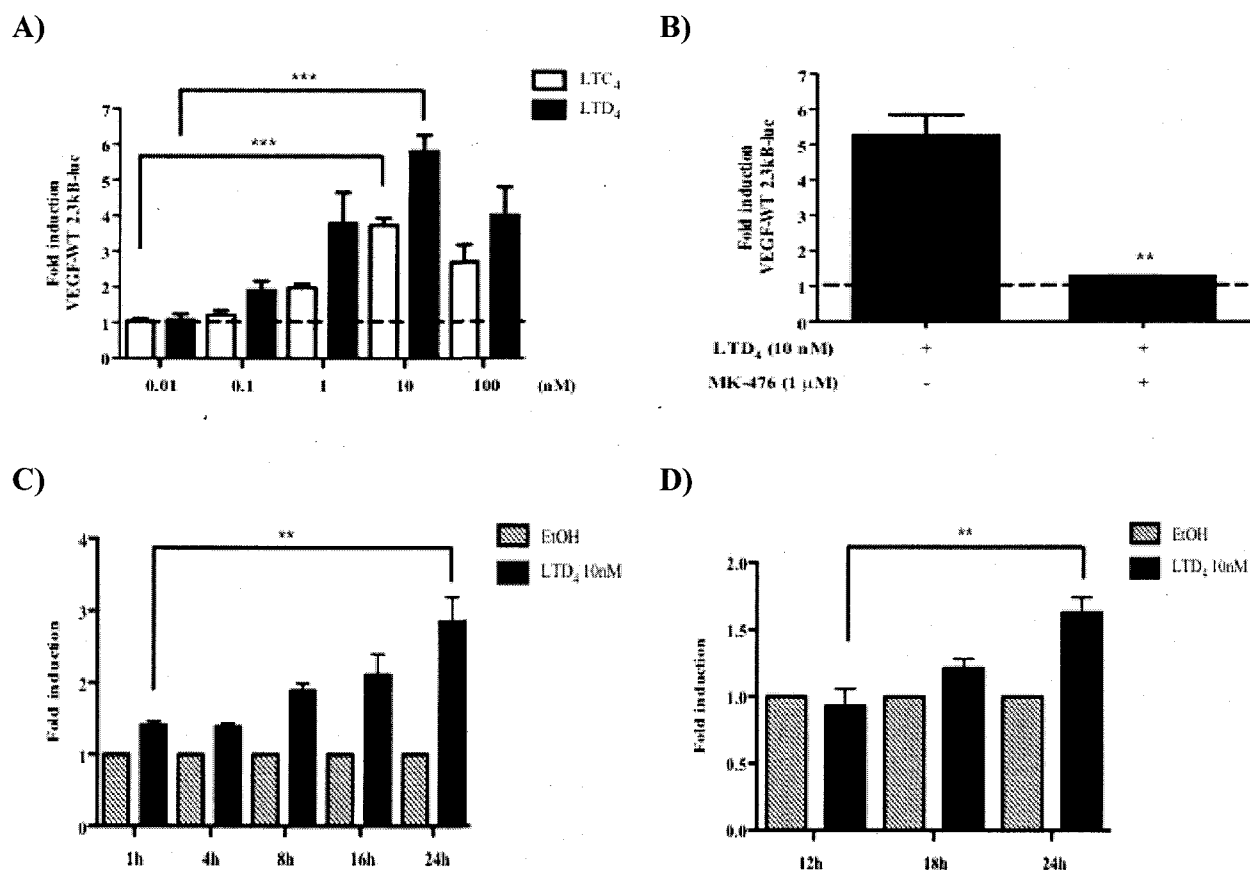 A)
***
***
LTC₄
LTD₄
Fold induction
VEGF-WT 2.3kB-luc
7
6
5
4
3
2
1
0
0.01 0.1 1 10 100 (nM)
B)
Fold induction
VEGF-WT 2.3kB-luc
7
6
5
4
3
2
1
0
**
LTD₄ (10 nM) + +
MK-476 (1 µM) - +
C)
**
EtOH
LTD₄ 10nM
Fold induction
4
3
2
1
0
1h 4h 8h 16h 24h
D)
**
EtOH
LTD₄ 10nM
Fold induction
2.0
1.5
1.0
0.5
0.0
12h 18h 24h